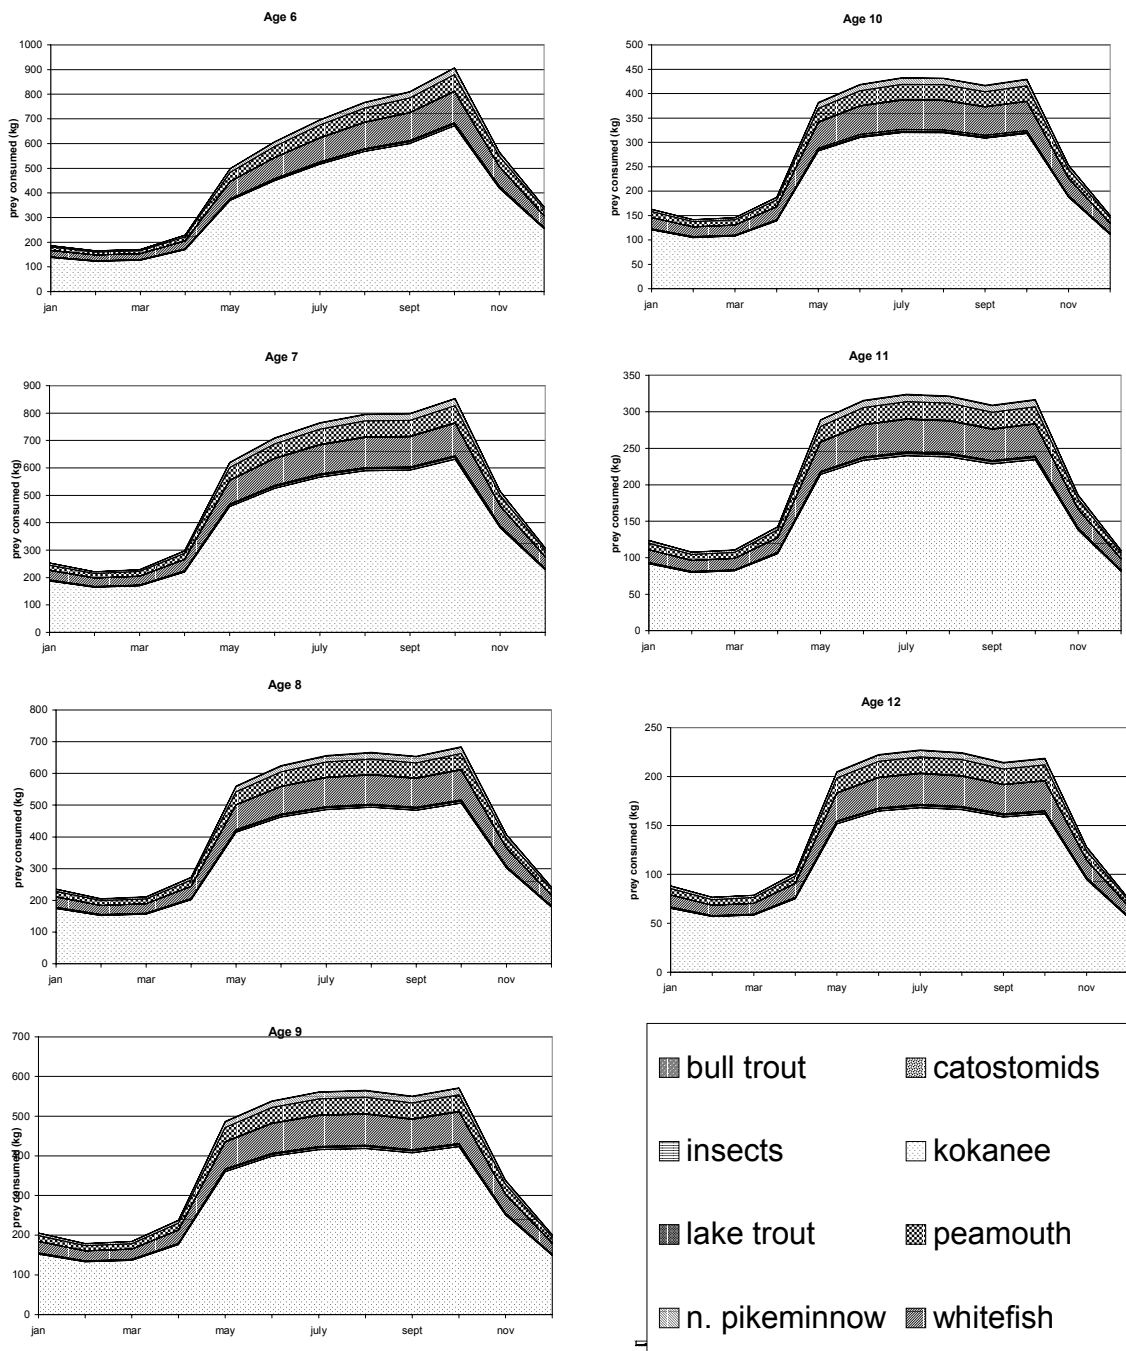 Age 6
prey consumed (kg)
1000
900
800
700
600
500
400
300
200
100
0
jan mar may july sept nov
Age 10
prey consumed (kg)
500
450
400
350
300
250
200
150
100
50
0
jan mar may july sept nov
Age 7
prey consumed (kg)
900
800
700
600
500
400
300
200
100
0
jan mar may july sept nov
Age 11
prey consumed (kg)
350
300
250
200
150
100
50
0
jan mar may july sept nov
Age 8
prey consumed (kg)
800
700
600
500
400
300
200
100
0
jan mar may july sept nov
Age 12
prey consumed (kg)
250
200
150
100
50
0
jan mar may july sept nov
Age 9
prey consumed (kg)
700
600
500
400
300
200
100
0
jan mar may july sept nov
bull trout catostomids
insects kokanee
lake trout peamouth
n. pikeminnow whitefish